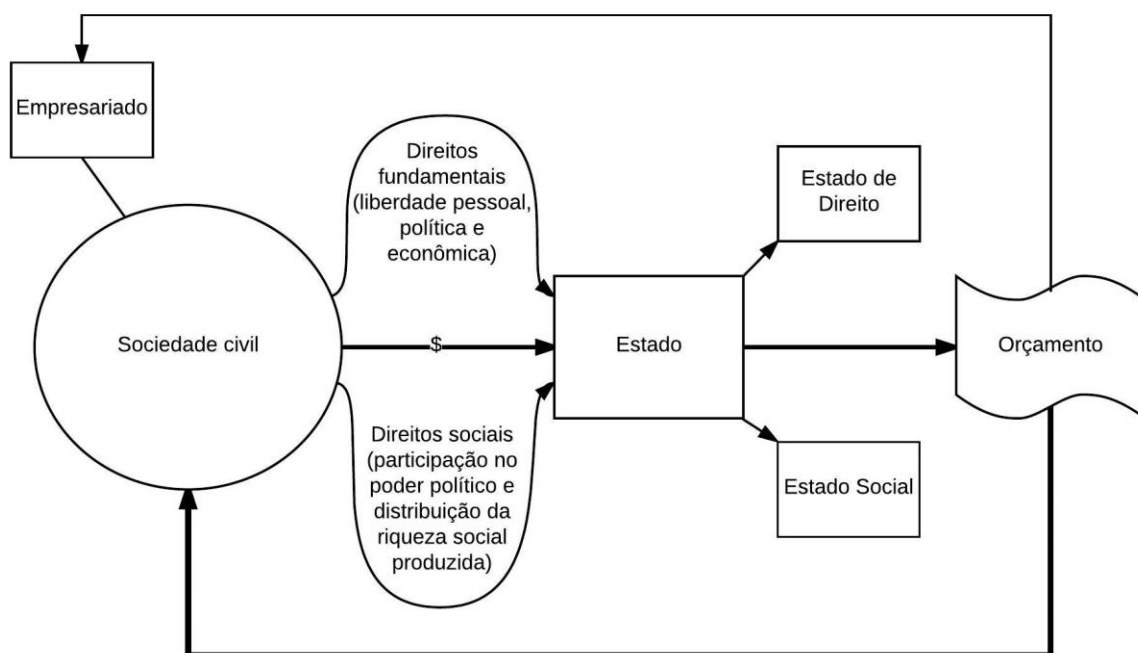 Empresariado
Direitos
fundamentais
(liberdade pessoal,
política e
econômica)
Estado de
Direito
Sociedade civil
$
Estado
Orçamento
Direitos sociais
(participação no
poder político e
distribuição da
riqueza social
produzida)
Estado Social